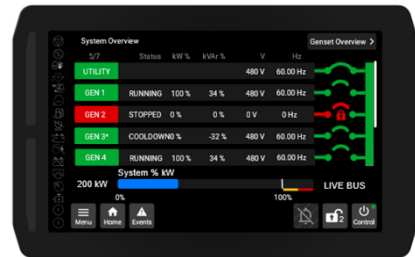 System Overview Genset Overview >
5/7 Status kW % kVAr % V Hz
UTILITY 480 V 60.00 Hz
GEN 1 RUNNING 100 % 34 % 480 V 60.00 Hz
GEN 2 STOPPED 0 % 0 % 0 V 0 Hz
GEN 3* COOLDOWN0 % -32 % 480 V 60.00 Hz
GEN 4 RUNNING 100 % 34 % 480 V 60.00 Hz
System % kW
200 kW LIVE BUS
0% 100%
Menu Home Events 2 Control